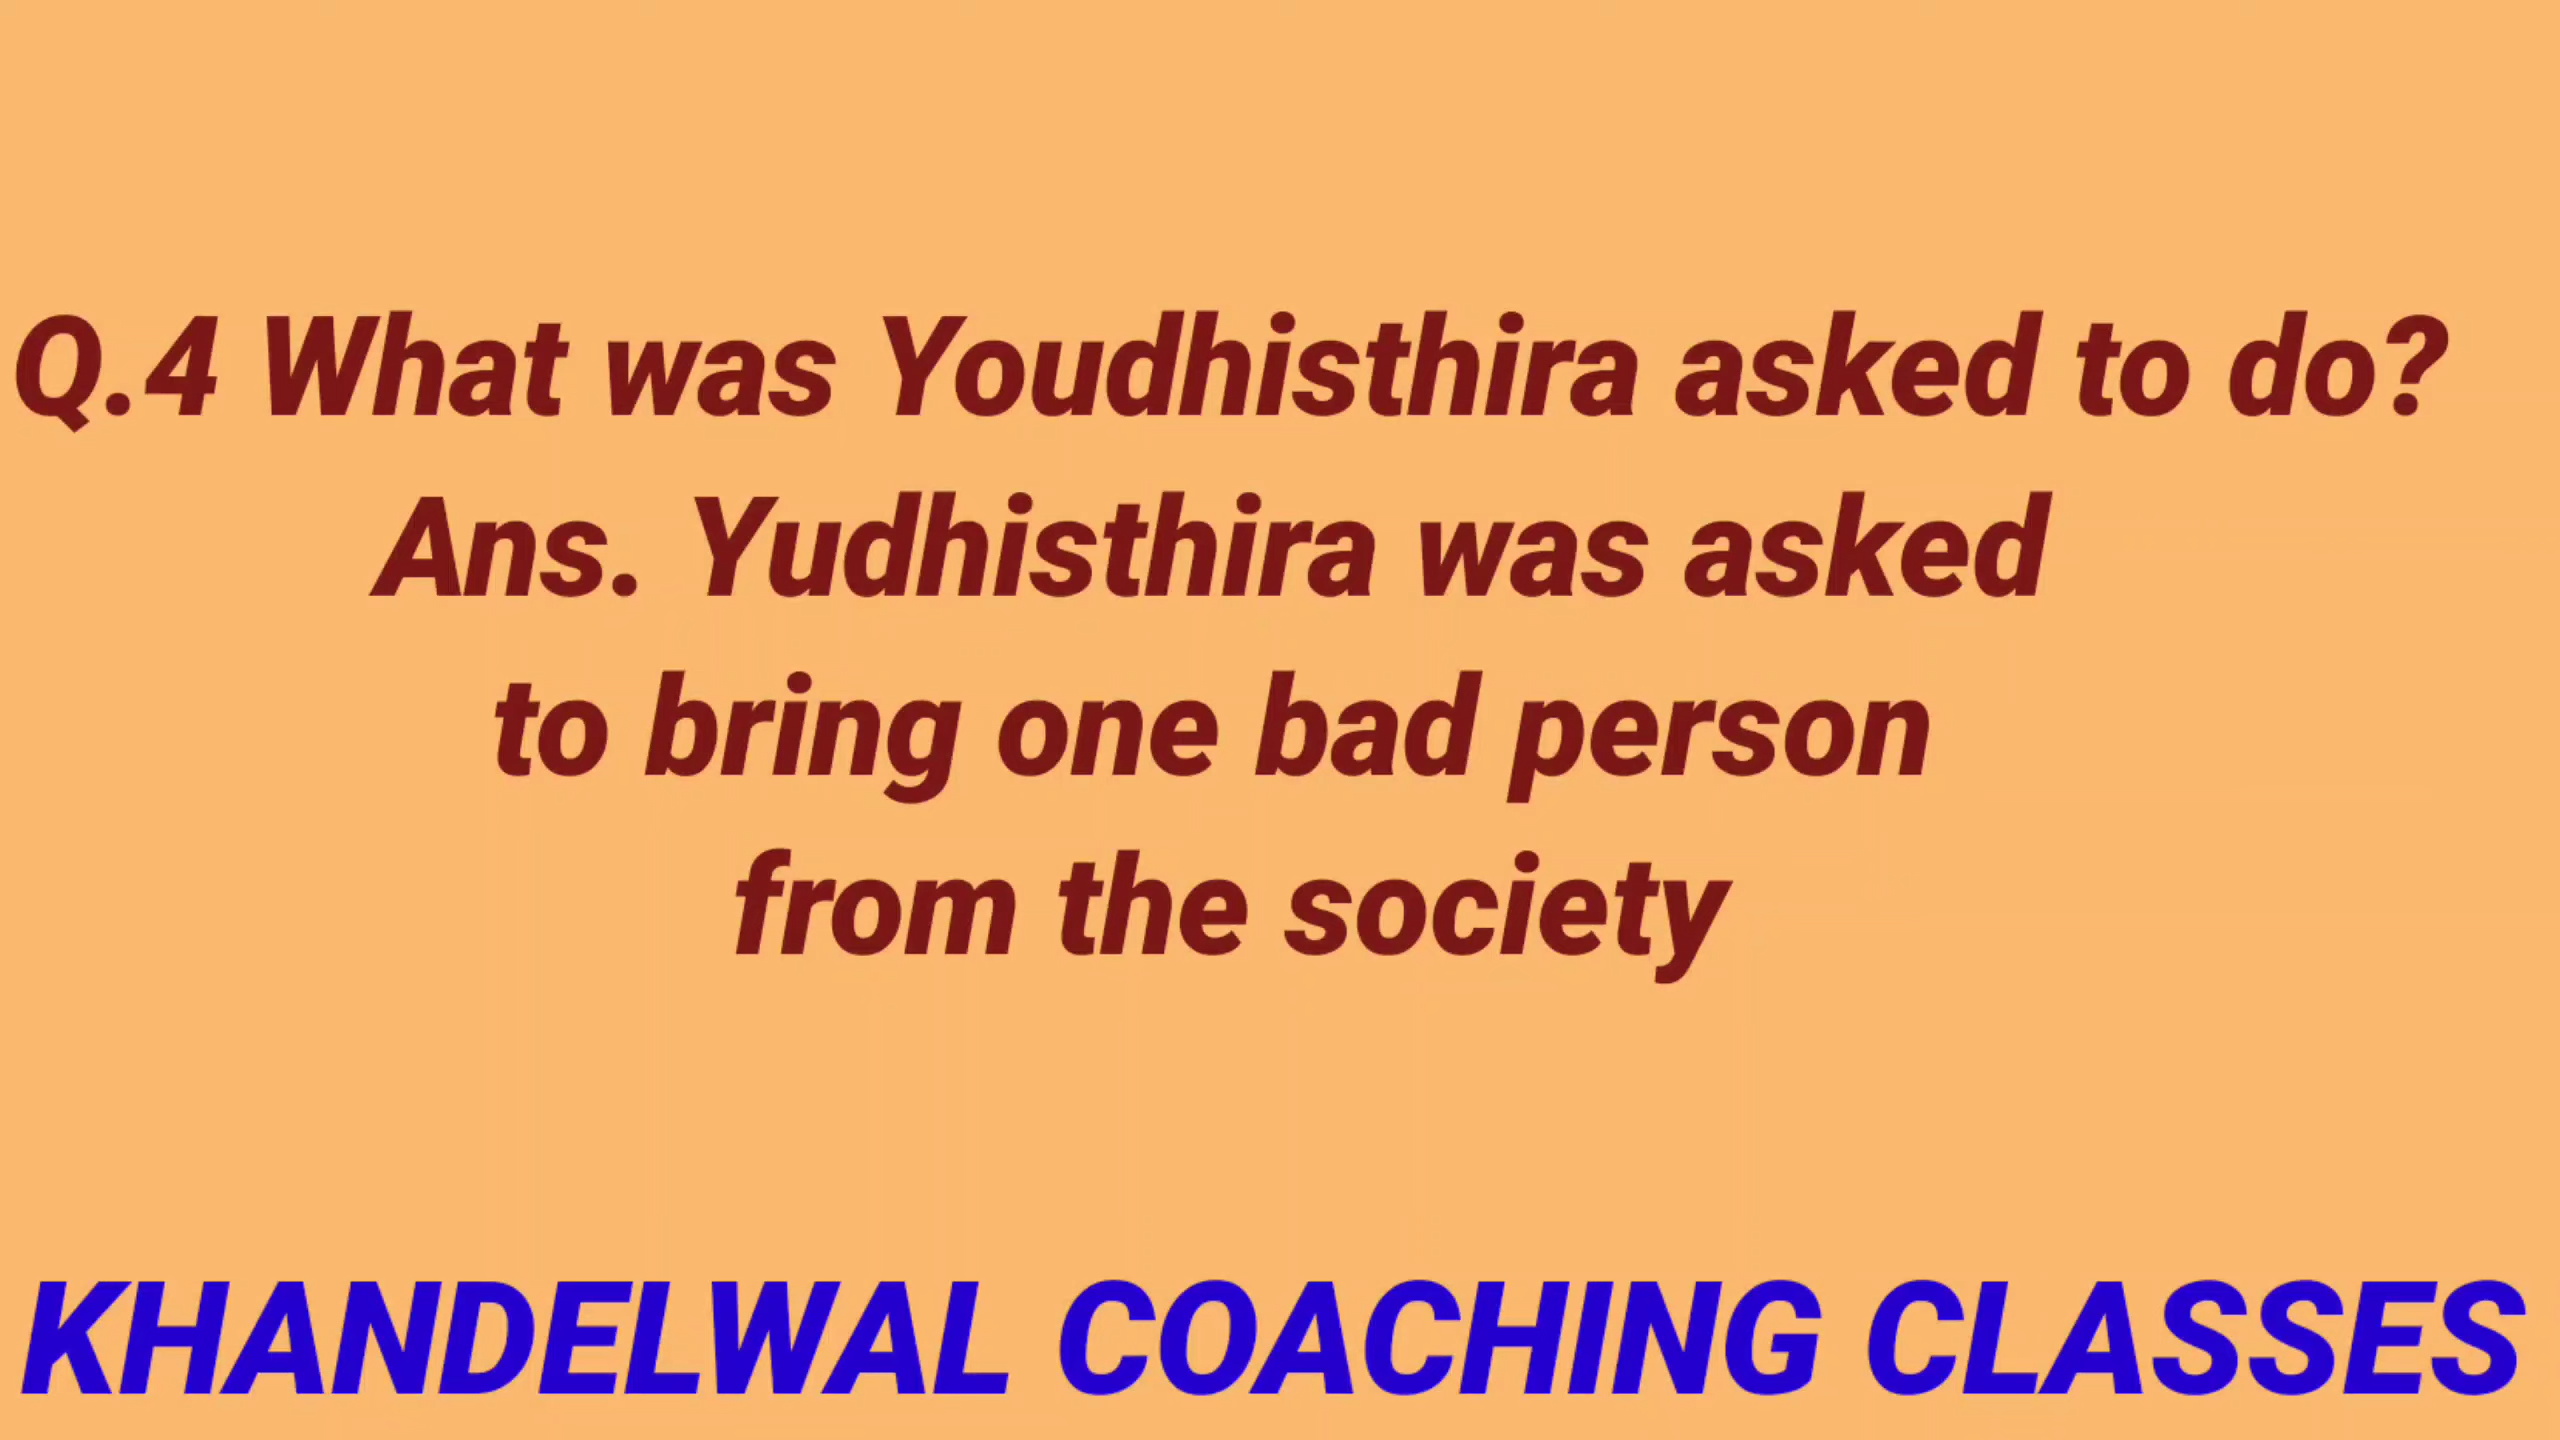 Q.4 What was Youdhisthira asked to do?
Ans. Yudhisthira was asked
to bring one bad person
from the society
KHANDELWAL COACHING CLASSES